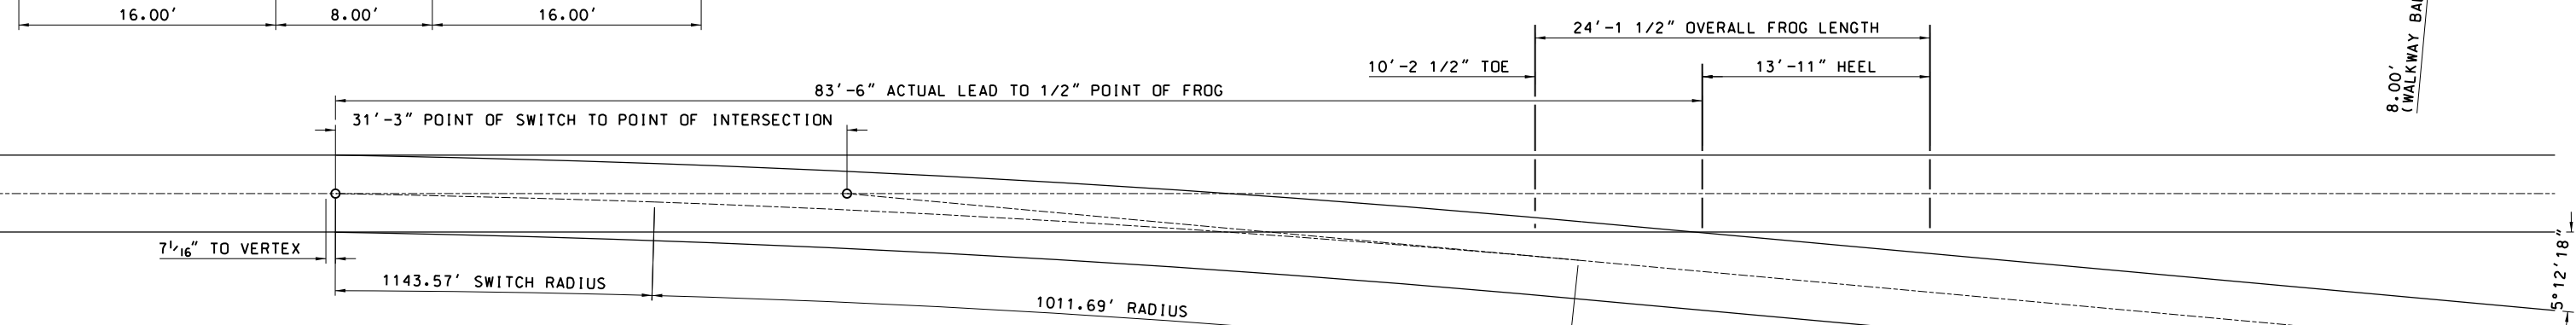 16.00' 8.00' 16.00'
24'-1 1/2" OVERALL FROG LENGTH
10'-2 1/2" TOE
13'-11" HEEL
83'-6" ACTUAL LEAD TO 1/2" POINT OF FROG
31'-3" POINT OF SWITCH TO POINT OF INTERSECTION
8.00'
(WALKWAY
7 1/16" TO VERTEX
1143.57' SWITCH RADIUS
1011.69' RADIUS
5°12'18"